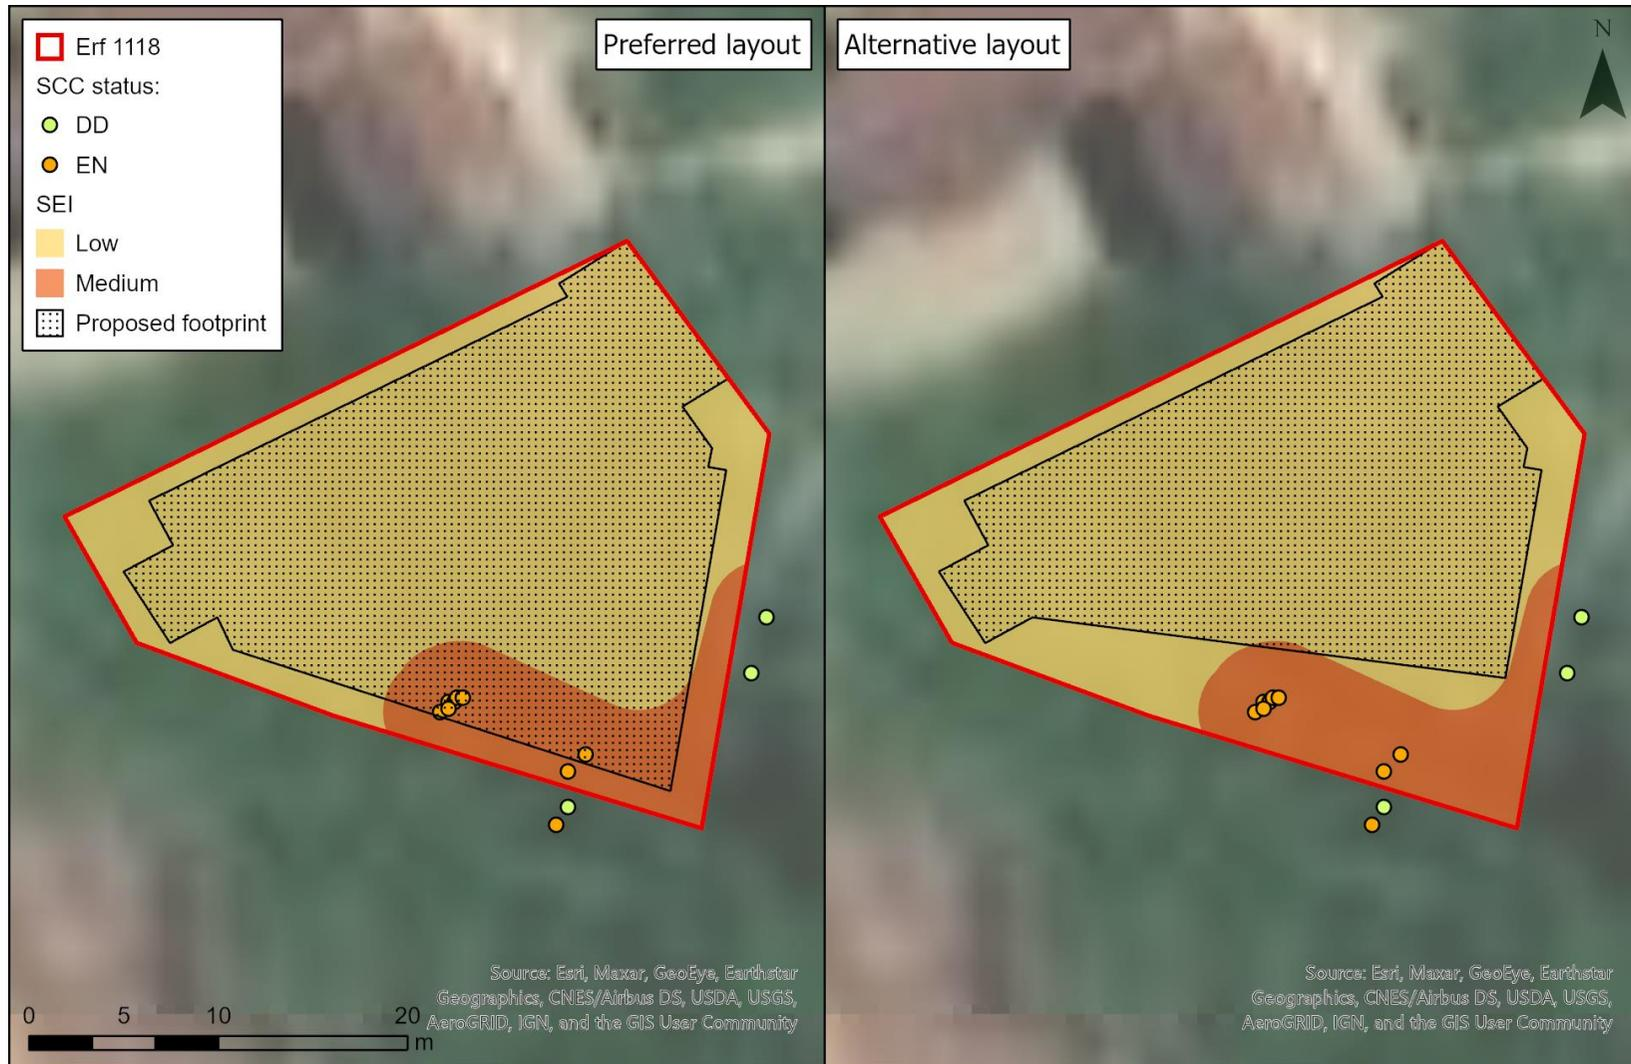 Erf 1118
SCC status:
DD
EN
SEI
Low
Medium
Proposed footprint
Preferred layout
Source: Esri, Maxar, GeoEye, Earthstar
Geographics, CNES/Airbus DS, USDA, USGS,
AeroGRID, IGN, and the GIS User Community
0 5 10 20
m
Alternative layout
N
Source: Esri, Maxar, GeoEye, Earthstar
Geographics, CNES/Airbus DS, USDA, USGS,
AeroGRID, IGN, and the GIS User Community